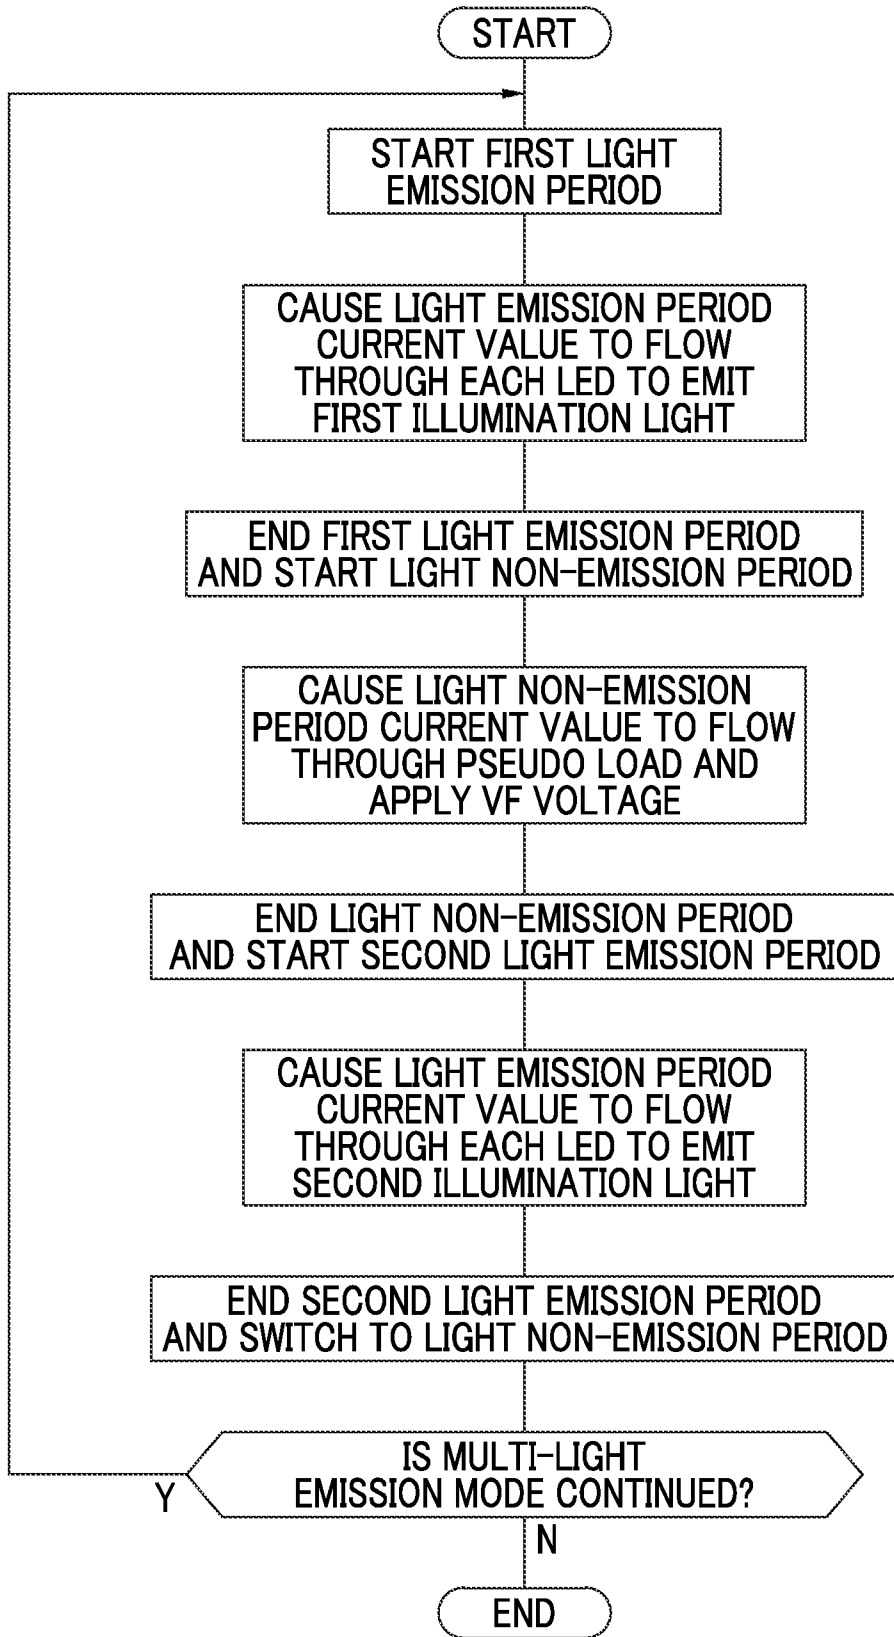 START
START FIRST LIGHT
EMISSION PERIOD
CAUSE LIGHT EMISSION PERIOD
CURRENT VALUE TO FLOW
THROUGH EACH LED TO EMIT
FIRST ILLUMINATION LIGHT
END FIRST LIGHT EMISSION PERIOD
AND START LIGHT NON-EMISSION PERIOD
CAUSE LIGHT NON-EMISSION
PERIOD CURRENT VALUE TO FLOW
THROUGH PSEUDO LOAD AND
APPLY VF VOLTAGE
END LIGHT NON-EMISSION PERIOD
AND START SECOND LIGHT EMISSION PERIOD
CAUSE LIGHT EMISSION PERIOD
CURRENT VALUE TO FLOW
THROUGH EACH LED TO EMIT
SECOND ILLUMINATION LIGHT
END SECOND LIGHT EMISSION PERIOD
AND SWITCH TO LIGHT NON-EMISSION PERIOD
IS MULTI-LIGHT
EMISSION MODE CONTINUED?
Y
N
END